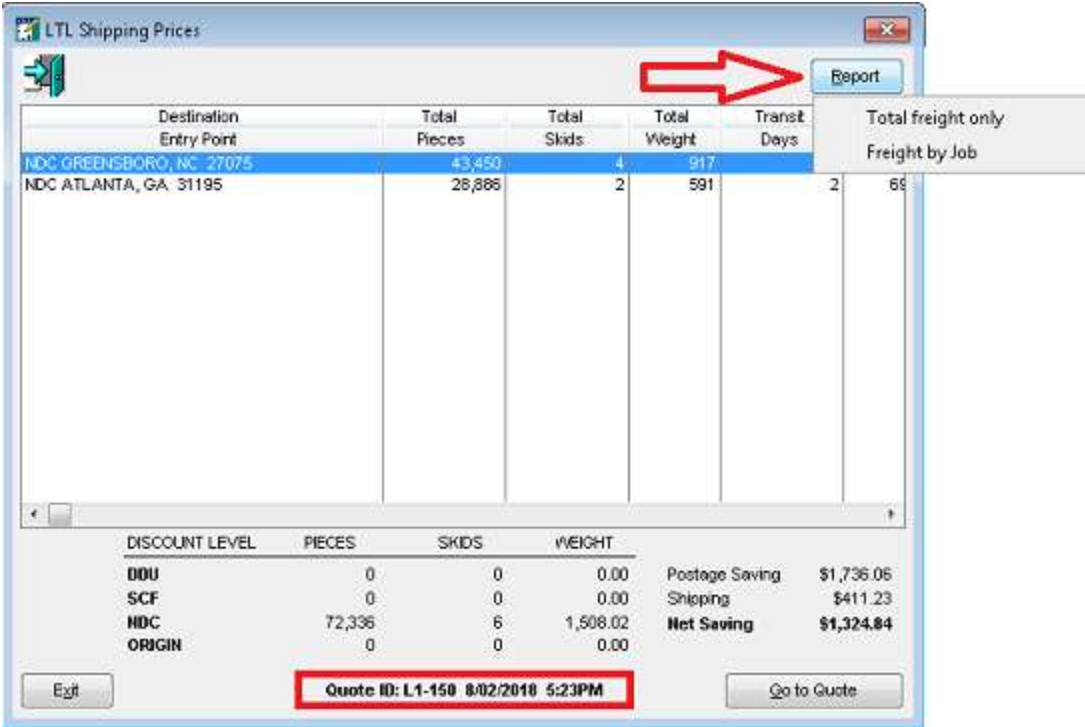 LTL Shipping Prices
Report
Total freight only
Freight by Job
Destination Total Total Total Transit
Entry Point Pieces Skids Weight Days
NDC GREENSBORO, NC 27075 43,450 4 917
NDC ATLANTA, GA 31195 28,886 2 591 2 69
DISCOUNT LEVEL PIECES SKIDS WEIGHT
DDU 0 0 0.00 Postage Saving $1,736.06
SCF 0 0 0.00 Shipping $411.23
NDC 72,336 6 1,508.02 Net Saving $1,324.84
ORIGIN 0 0 0.00
Exit Quote ID: L1-150 8/02/2018 5:23PM Go to Quote